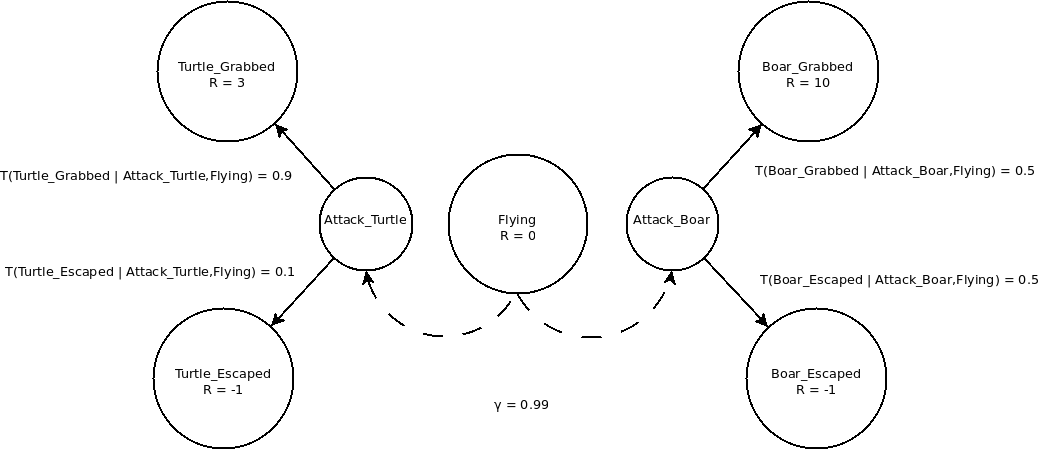 Turtle_Grabbed
R = 3
Boar_Grabbed
R = 10
T(Turtle_Grabbed | Attack_Turtle,Flying) = 0.9
T(Boar_Grabbed | Attack_Boar,Flying) = 0.5
Attack_Turtle
Flying
R = 0
Attack_Boar
T(Turtle_Escaped | Attack_Turtle,Flying) = 0.1
T(Boar_Escaped | Attack_Boar,Flying) = 0.5
Turtle_Escaped
R = -1
Boar_Escaped
R = -1
γ = 0.99